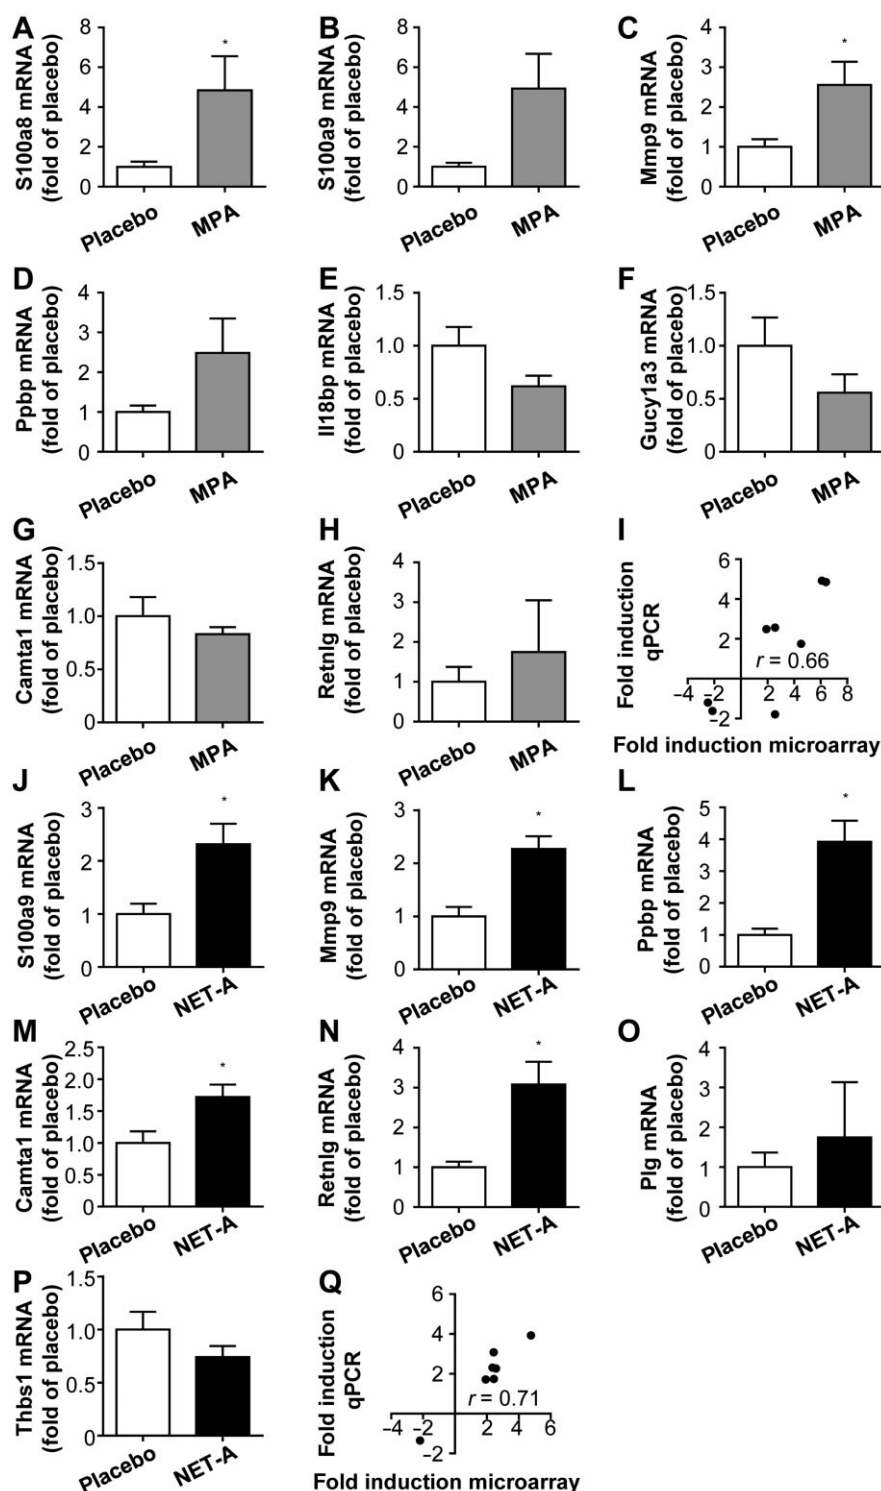 A
S100a8 mRNA
(fold of placebo)
8
6
4
2
0
*
Placebo
MPA
B
S100a9 mRNA
(fold of placebo)
8
6
4
2
0
Placebo
MPA
C
Mmp9 mRNA
(fold of placebo)
4
3
2
1
0
*
Placebo
MPA
D
Ppbp mRNA
(fold of placebo)
4
3
2
1
0
Placebo
MPA
E
Il18bp mRNA
(fold of placebo)
1.5
1.0
0.5
0
Placebo
MPA
F
Gucy1a3 mRNA
(fold of placebo)
1.5
1.0
0.5
0
Placebo
MPA
G
Camta1 mRNA
(fold of placebo)
1.5
1.0
0.5
0
Placebo
MPA
H
Retnlg mRNA
(fold of placebo)
4
3
2
1
0
Placebo
MPA
I
Fold induction
qPCR
6
4
2
−2
r = 0.66
−4 −2 2 4 6 8
Fold induction microarray
J
S100a9 mRNA
(fold of placebo)
3
2
1
0
*
Placebo
NET-A
K
Mmp9 mRNA
(fold of placebo)
3
2
1
0
*
Placebo
NET-A
L
Ppbp mRNA
(fold of placebo)
5
4
3
2
1
0
*
Placebo
NET-A
M
Camta1 mRNA
(fold of placebo)
2.5
2.0
1.5
1.0
0.5
0
*
Placebo
NET-A
N
Retnlg mRNA
(fold of placebo)
4
3
2
1
0
*
Placebo
NET-A
O
Plg mRNA
(fold of placebo)
4
3
2
1
0
Placebo
NET-A
P
Thbs1 mRNA
(fold of placebo)
1.5
1.0
0.5
0
Placebo
NET-A
Q
Fold induction
qPCR
6
4
2
−2
r = 0.71
−4 −2 2 4 6
Fold induction microarray